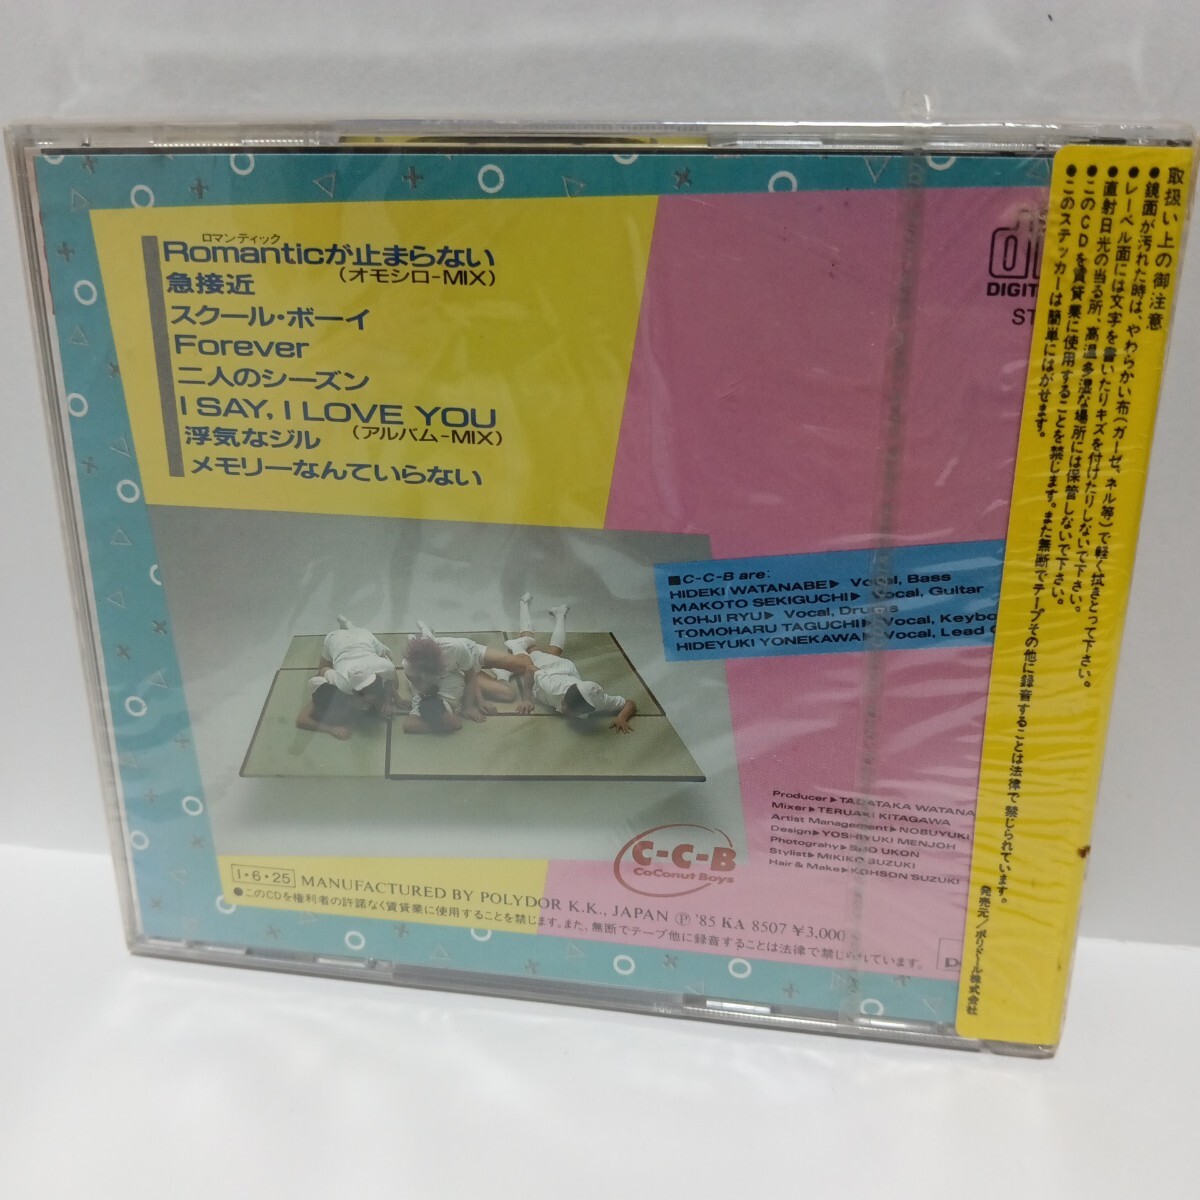 ロマンティック
Romanticが止まらない
(オモシロ-MIX)
急接近
スクール・ボーイ
Forever
二人のシーズン
I SAY, I LOVE YOU
(アルバム-MIX)
浮気なジル
メモリーなんていらない
DIGIT
ST
■C-C-B are:
HIDEKI WATANABE▶ Vocal, Bass
MAKOTO SEKIGUCHI▶ Vocal, Guitar
KOHJI RYU▶ Vocal, Drums
TOMOHARU TAGUCHI▶ Vocal, Keybo
HIDEYUKI YONEKAWA▶ Vocal, Lead
Producer▶TADATAKA WATANA
Mixer▶TERUAKI KITAGAWA
Artist Management▶NOBUYUKI
Design▶YOSHIYUKI MENJOH
Photograhy▶SHO UKON
Stylist▶MIKIKO SUZUKI
Hair & Make▶KOHSON SUZUKI
C-C-B
CoConut Boys
1・6・25 MANUFACTURED BY POLYDOR K.K., JAPAN Ⓟ '85 KA 8507 ¥3,000
●このCDを権利者の許諾なく賃貸業に使用することを禁じます。また、無断でテープ他に録音することは法律で禁じられています。
取扱い上の御注意
●鏡面が汚れた時は、やわらかい布(ガーゼ、ネル等)で軽く拭きとって下さい。
●レーベル面には文字を書いたりキズを付けたりしないで下さい。
●直射日光の当る所、高温多湿な場所には保管しないで下さい。
●このCDを賃貸業に使用することを禁じます。また無断でテープその他に録音することは法律で禁じられています。
●このステッカーは簡単にはがせます。
発売元/ポリドール株式会社